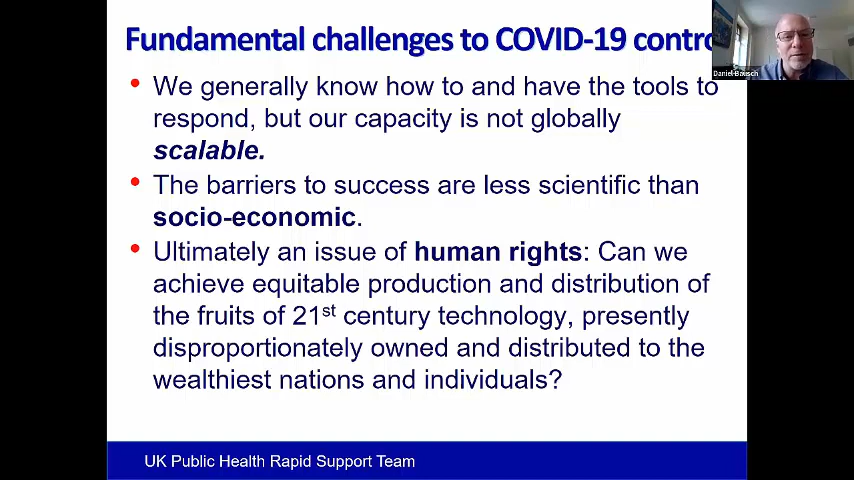 Fundamental challenges to COVID-19 contro
Daniel Bausch
We generally know how to and have the tools to
respond, but our capacity is not globally
scalable.
The barriers to success are less scientific than
socio-economic.
Ultimately an issue of human rights: Can we
achieve equitable production and distribution of
the fruits of 21st century technology, presently
disproportionately owned and distributed to the
wealthiest nations and individuals?
UK Public Health Rapid Support Team